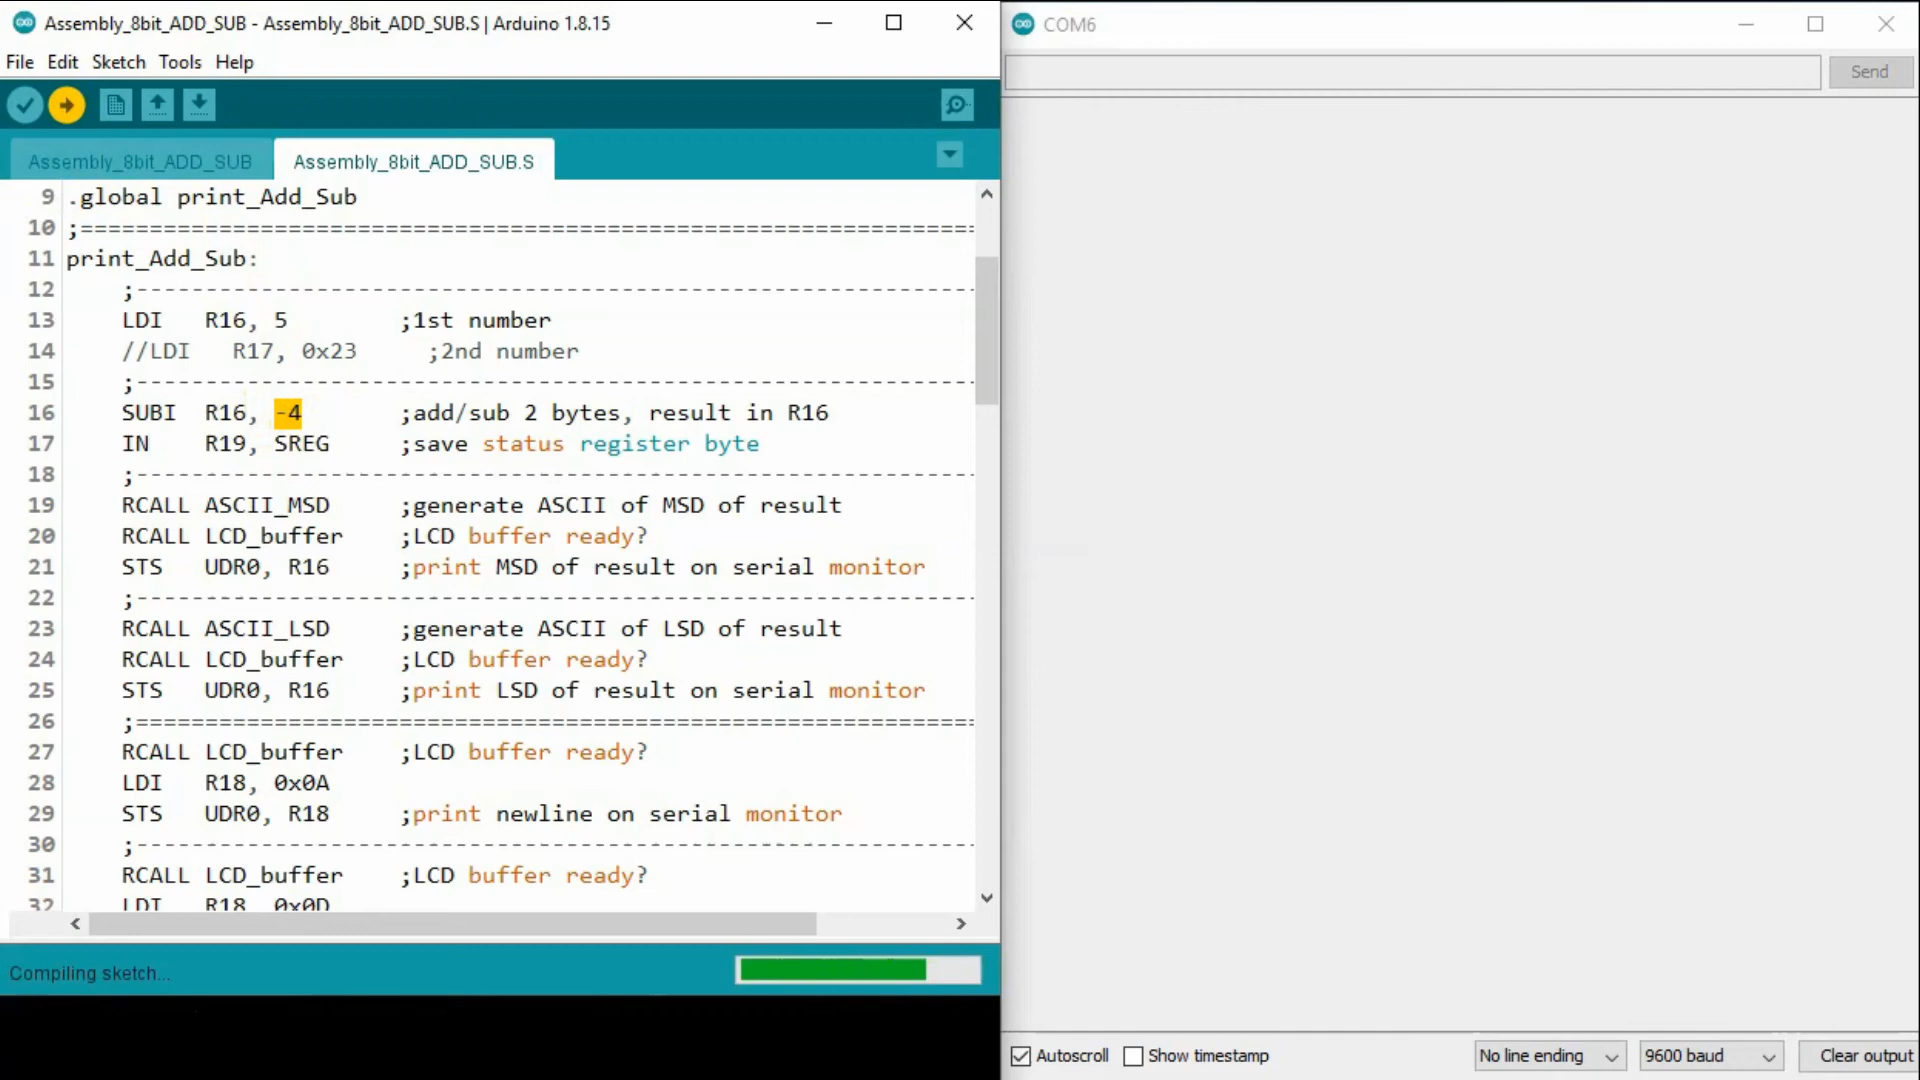 Assembly_8bit_ADD_SUB - Assembly_8bit_ADD_SUB.S | Arduino 1.8.15
File Edit Sketch Tools Help
Assembly_8bit_ADD_SUB Assembly_8bit_ADD_SUB.S
9 .global print_Add_Sub
10 ;=================================================================
11 print_Add_Sub:
12 ;-------------------------------------------------------------
13 LDI R16, 5 ;1st number
14 //LDI R17, 0x23 ;2nd number
15 ;-------------------------------------------------------------
16 SUBI R16, -4 ;add/sub 2 bytes, result in R16
17 IN R19, SREG ;save status register byte
18 ;-------------------------------------------------------------
19 RCALL ASCII_MSD ;generate ASCII of MSD of result
20 RCALL LCD_buffer ;LCD buffer ready?
21 STS UDR0, R16 ;print MSD of result on serial monitor
22 ;-------------------------------------------------------------
23 RCALL ASCII_LSD ;generate ASCII of LSD of result
24 RCALL LCD_buffer ;LCD buffer ready?
25 STS UDR0, R16 ;print LSD of result on serial monitor
26 ;=============================================================
27 RCALL LCD_buffer ;LCD buffer ready?
28 LDI R18, 0x0A
29 STS UDR0, R18 ;print newline on serial monitor
30 ;-------------------------------------------------------------
31 RCALL LCD_buffer ;LCD buffer ready?
32 LDI R18, 0x0D
Compiling sketch...
COM6
Send
Autoscroll Show timestamp No line ending 9600 baud Clear output